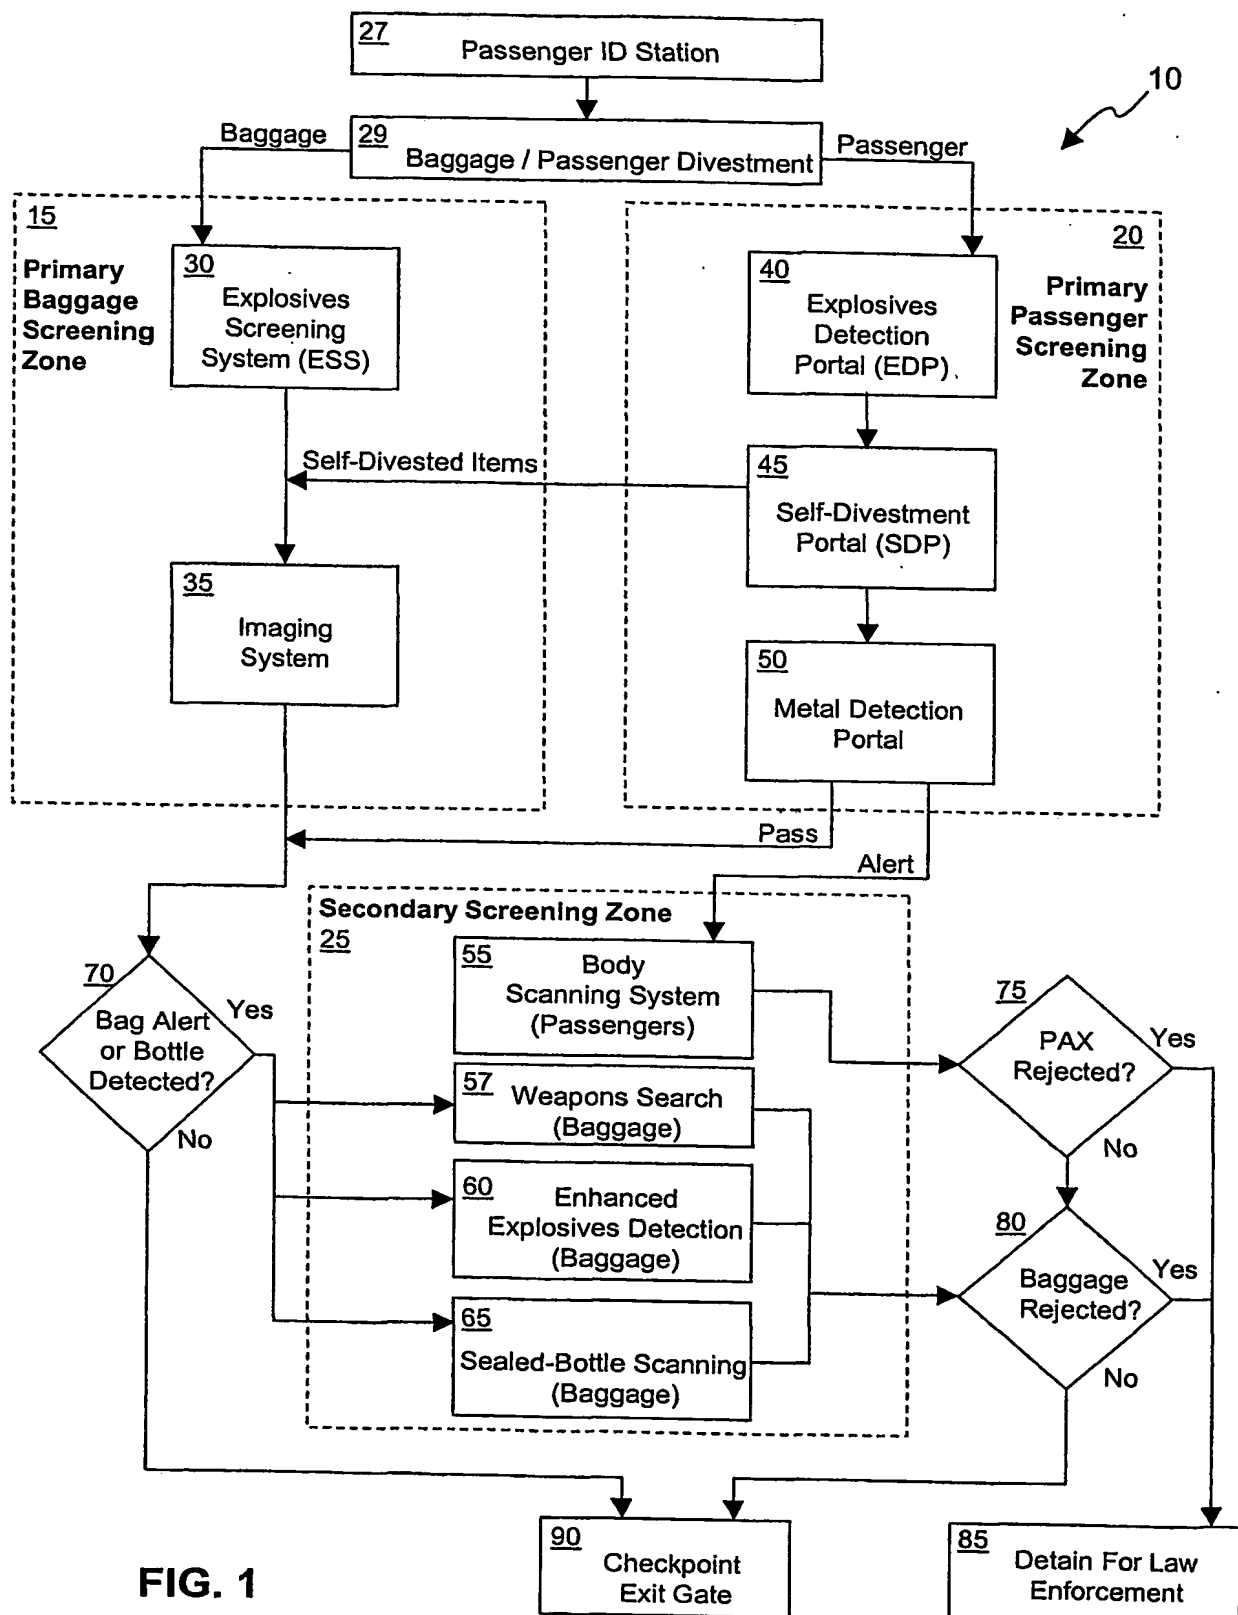 27
Passenger ID Station
10
Baggage
29
Baggage / Passenger Divestment
Passenger
15
Primary
Baggage
Screening
Zone
30
Explosives
Screening
System (ESS)
20
Primary
Passenger
Screening
Zone
40
Explosives
Detection
Portal (EDP)
Self-Divested Items
45
Self-Divestment
Portal (SDP)
35
Imaging
System
50
Metal Detection
Portal
Pass
Alert
Secondary Screening Zone
25
55
Body
Scanning System
(Passengers)
70
Bag Alert
or Bottle
Detected?
Yes
No
57
Weapons Search
(Baggage)
60
Enhanced
Explosives Detection
(Baggage)
65
Sealed-Bottle Scanning
(Baggage)
75
PAX
Rejected?
Yes
No
80
Baggage
Rejected?
Yes
No
90
Checkpoint
Exit Gate
85
Detain For Law
Enforcement
FIG. 1